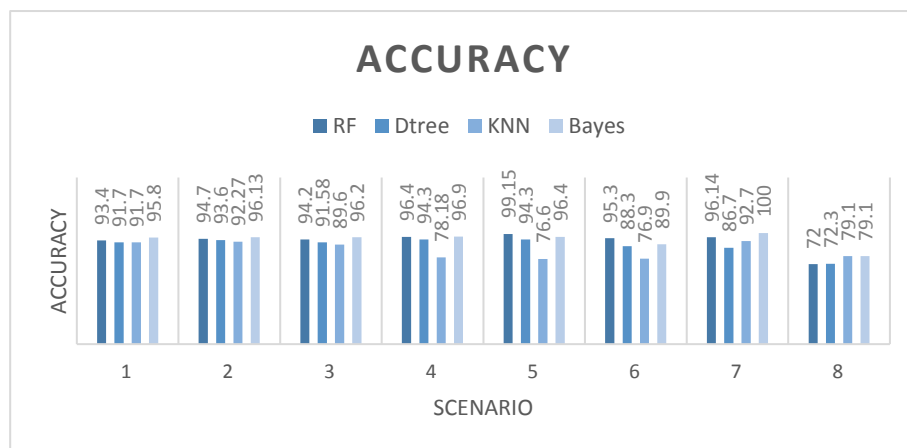 ACCURACY
RF Dtree KNN Bayes
93.4 91.7 91.7 95.8 94.7 93.6 92.27 96.13 94.2 91.58 89.6 96.2 96.4 94.3 78.18 96.9 99.15 94.3 76.6 96.4 95.3 88.3 76.9 89.9 96.14 86.7 92.7 100 72 72.3 79.1 79.1
ACCURACY
1 2 3 4 5 6 7 8
SCENARIO